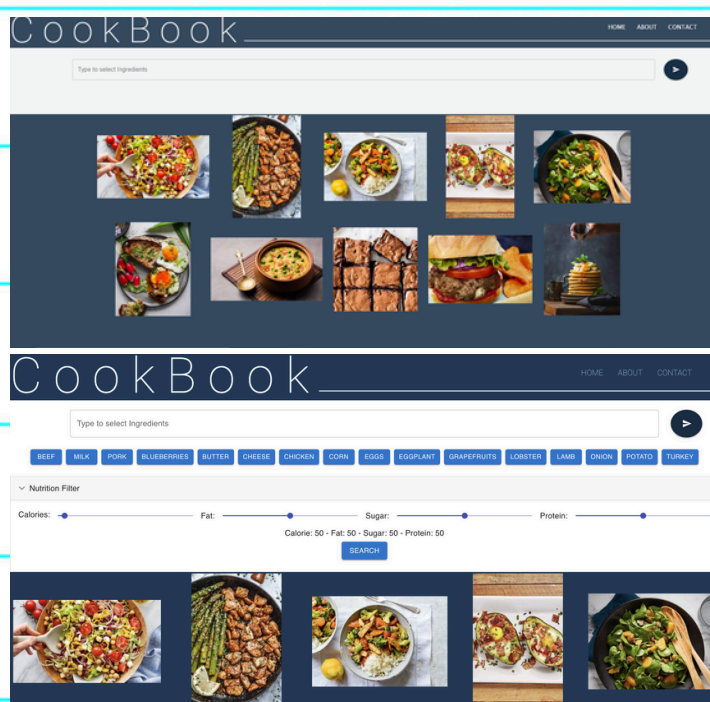 CookBook
HOME ABOUT CONTACT
Type to select Ingredients
CookBook
HOME ABOUT CONTACT
Type to select Ingredients
BEEF MILK PORK BLUEBERRIES BUTTER CHEESE CHICKEN CORN EGGS EGGPLANT GRAPEFRUITS LOBSTER LAMB ONION POTATO TURKEY
Nutrition Filter
Calories: Fat: Sugar: Protein:
Calorie: 50 - Fat: 50 - Sugar: 50 - Protein: 50
SEARCH